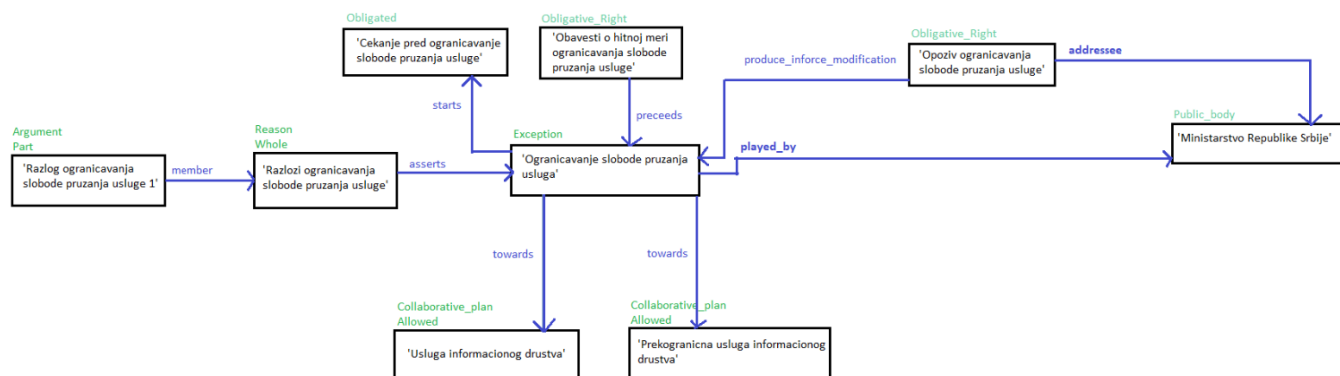 Obligated
'Cekanje pred ogranicavanje
slobode pruzanja usluge'
Obligative_Right
'Obavesti o hitnoj meri
ogranicavanja slobode
pruzanja usluge'
Obligative_Right
'Opoziv ogranicavanja
slobode pruzanja usluge'
addressee
produce_inforce_modification
starts
preceeds
Public_body
'Ministarstvo Republike Srbije'
Argument
Part
'Razlog ogranicavanja
slobode pruzanja usluge 1'
member
Reason
Whole
'Razlozi ogranicavanja
slobode pruzanja usluge'
asserts
Exception
'Ogranicavanje slobode pruzanja
usluga'
played_by
towards
towards
Collaborative_plan
Allowed
'Usluga informacionog drustva'
Collaborative_plan
Allowed
'Prekogranicna usluga informacionog
drustva'